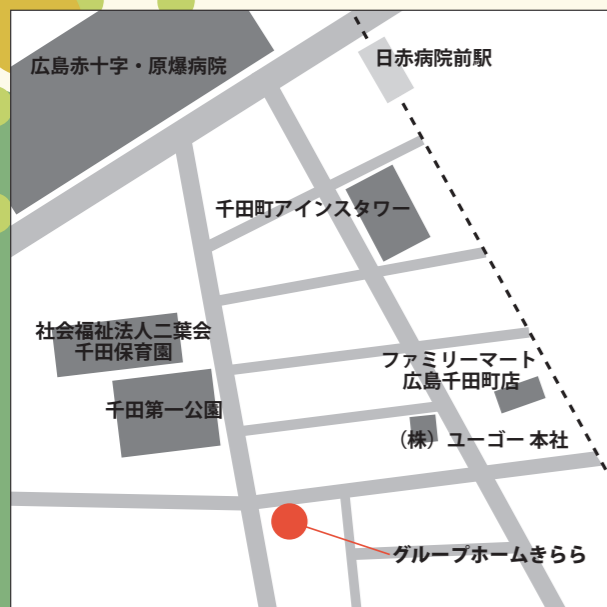 広島赤十字・原爆病院
日赤病院前駅
千田町アインスタワー
社会福祉法人二葉会
千田保育園
ファミリーマート
広島千田町店
千田第一公園
（株）ユーゴー 本社
グループホームきらら